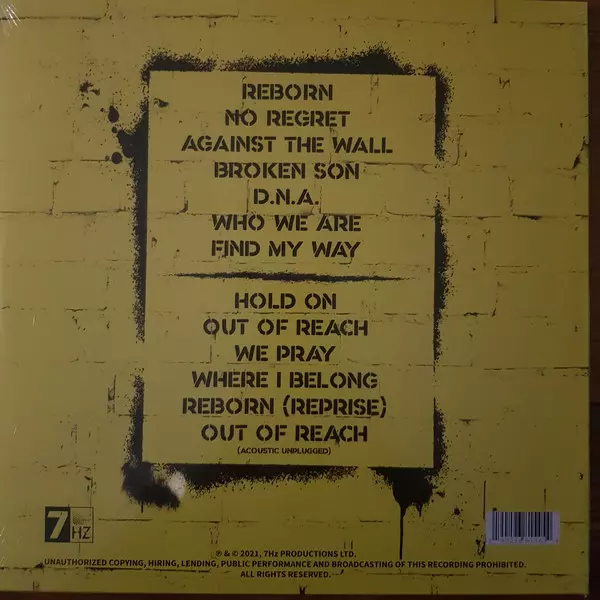 REBORN
NO REGRET
AGAINST THE WALL
BROKEN SON
D.N.A.
WHO WE ARE
FIND MY WAY
HOLD ON
OUT OF REACH
WE PRAY
WHERE I BELONG
REBORN (REPRISE)
OUT OF REACH
(ACOUSTIC UNPLUGGED)
7
HZ
℗ & © 2021, 7Hz PRODUCTIONS LTD.
UNAUTHORIZED COPYING, HIRING, LENDING, PUBLIC PERFORMANCE AND BROADCASTING OF THIS RECORDING PROHIBITED.
ALL RIGHTS RESERVED.